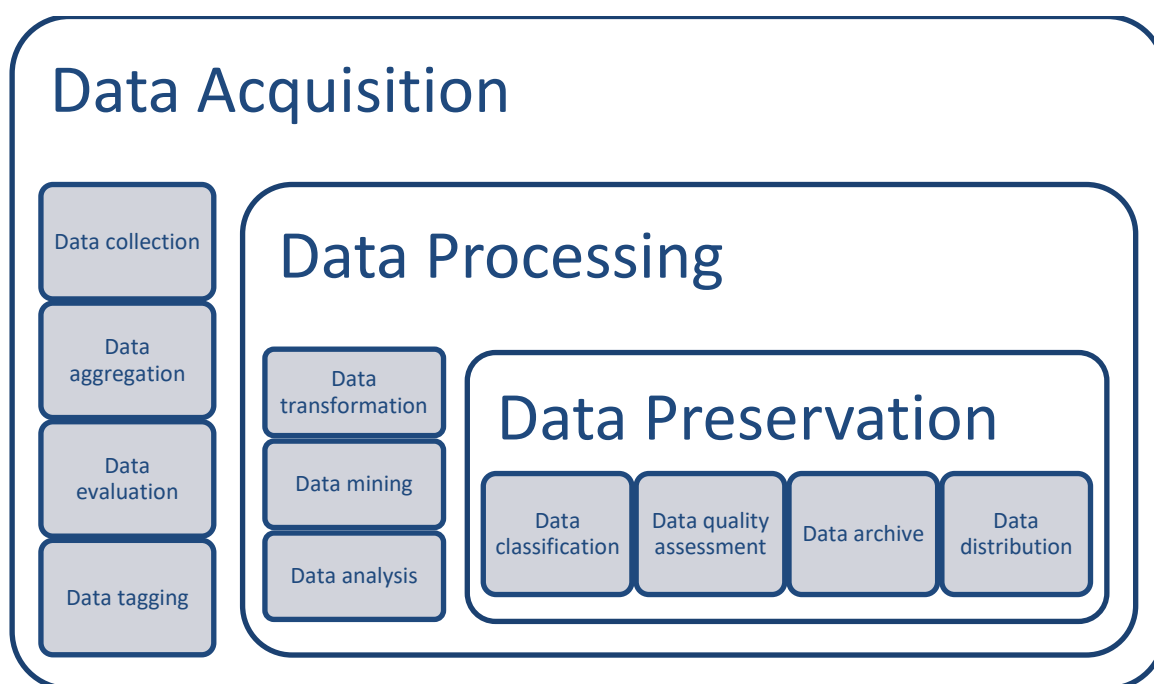 Data Acquisition
Data collection
Data
aggregation
Data
evaluation
Data tagging
Data Processing
Data
transformation
Data mining
Data analysis
Data Preservation
Data
classification
Data quality
assessment
Data archive
Data
distribution